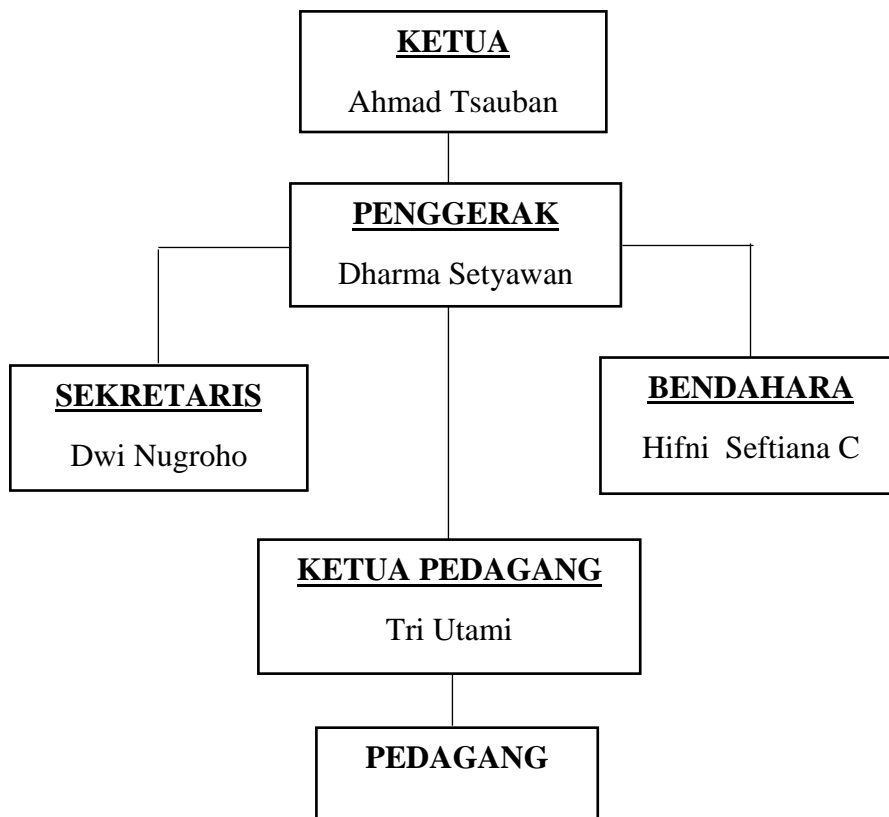 KETUA
Ahmad Tsauban
PENGGERAK
Dharma Setyawan
SEKRETARIS
Dwi Nugroho
BENDAHARA
Hifni  Seftiana C
KETUA PEDAGANG
Tri Utami
PEDAGANG